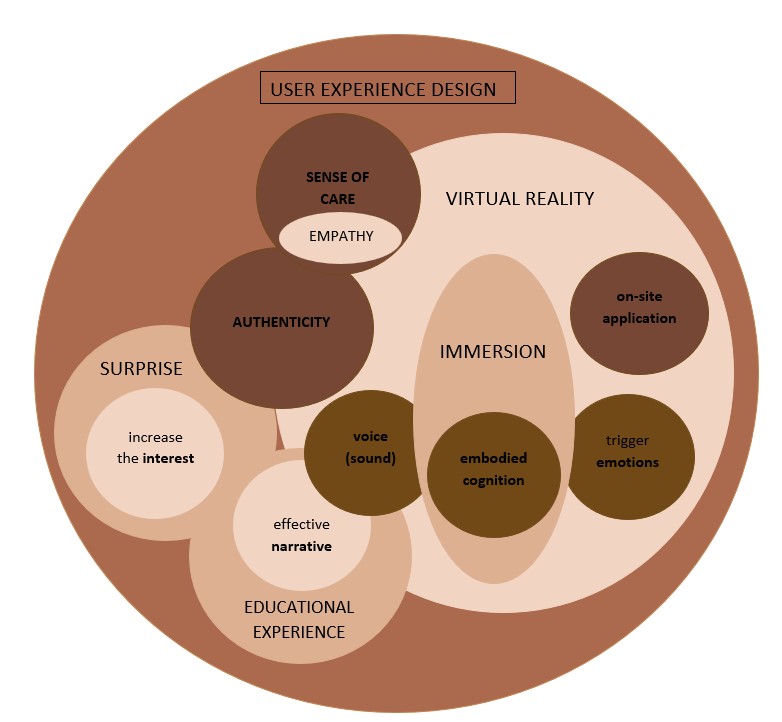 USER EXPERIENCE DESIGN
SENSE OF
CARE
EMPATHY
VIRTUAL REALITY
AUTHENTICITY
on-site
application
IMMERSION
SURPRISE
increase
the interest
voice
(sound)
embodied
cognition
trigger
emotions
effective
narrative
EDUCATIONAL
EXPERIENCE